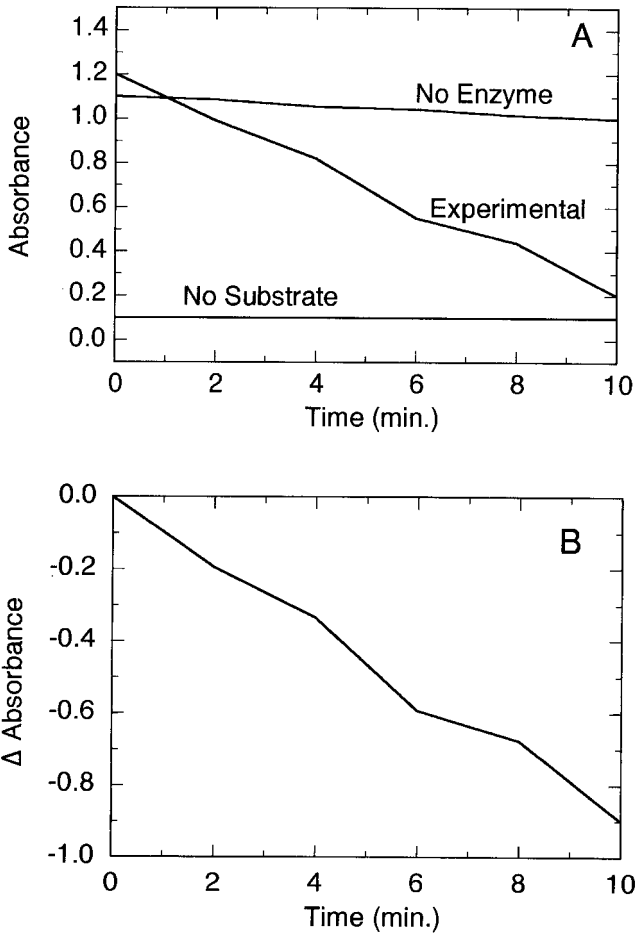 A
1.4
1.2
1.0
0.8
0.6
0.4
0.2
0.0
Absorbance
No Enzyme
Experimental
No Substrate
0 2 4 6 8 10
Time (min.)
B
0.0
-0.2
-0.4
-0.6
-0.8
-1.0
Δ Absorbance
0 2 4 6 8 10
Time (min.)